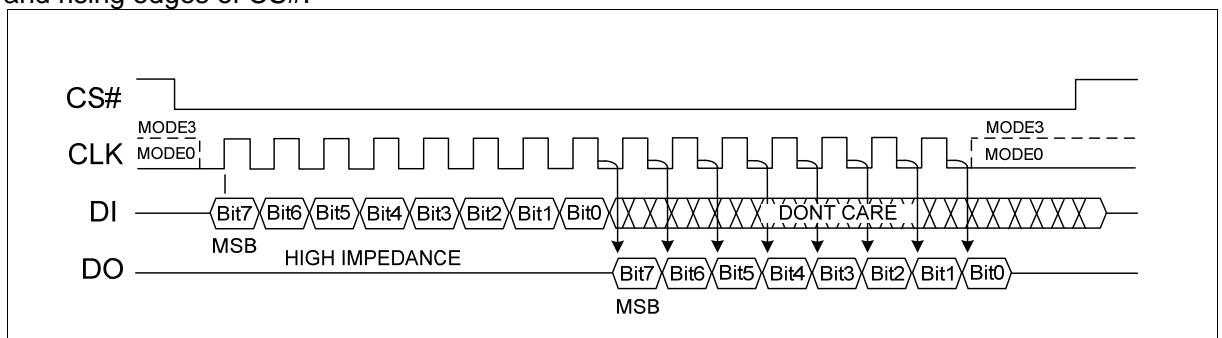 and rising edges of CS#.
CS#
MODE3 MODE3
CLK MODE0 MODE0
DI Bit7 Bit6 Bit5 Bit4 Bit3 Bit2 Bit1 Bit0 DONT CARE
MSB
HIGH IMPEDANCE
DO Bit7 Bit6 Bit5 Bit4 Bit3 Bit2 Bit1 Bit0
MSB